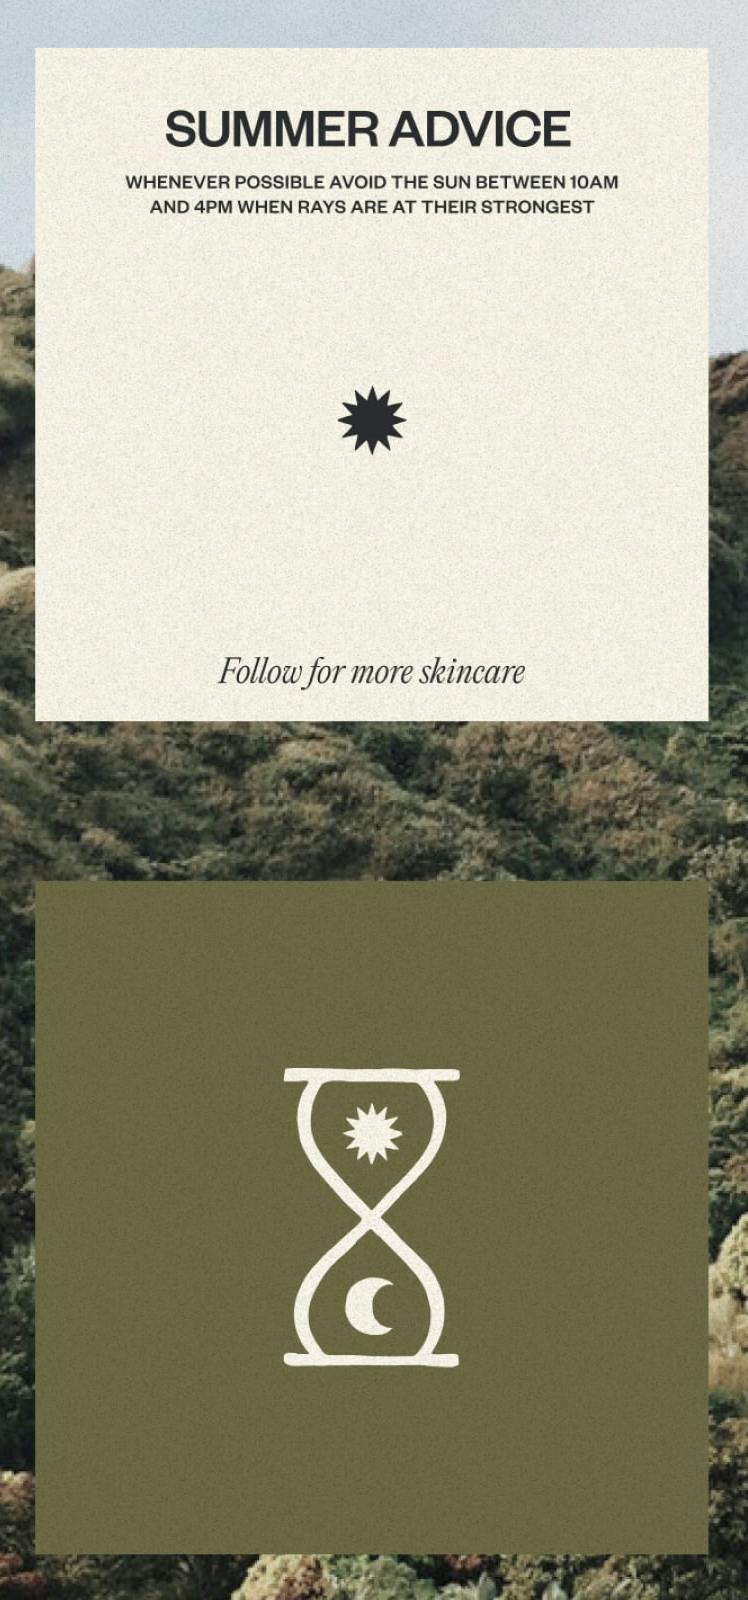 SUMMER ADVICE
WHENEVER POSSIBLE AVOID THE SUN BETWEEN 10AM
AND 4PM WHEN RAYS ARE AT THEIR STRONGEST
Follow for more skincare